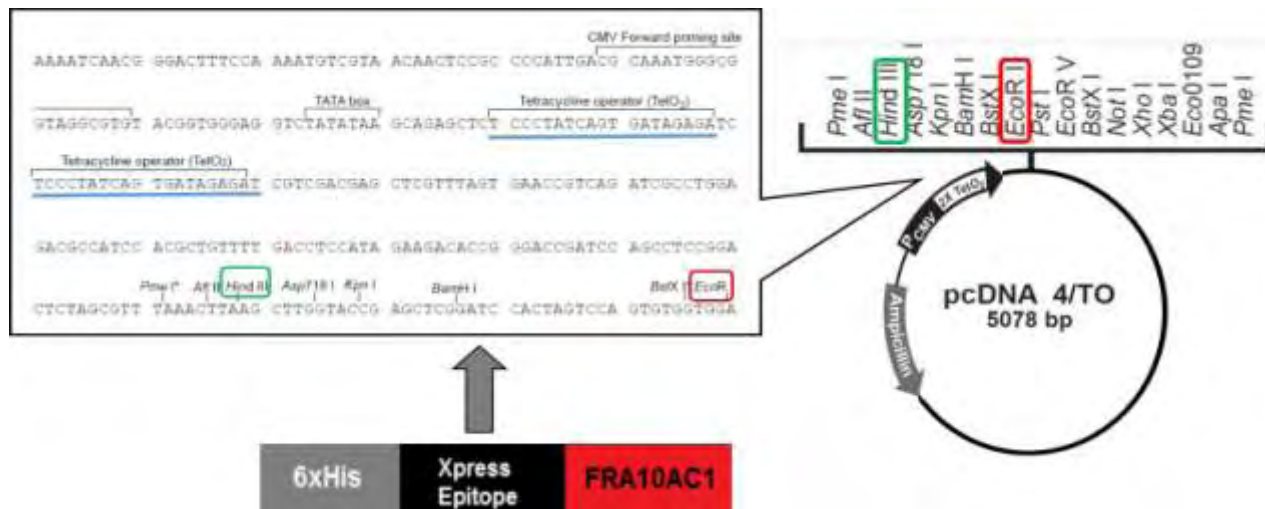 CMV Forward priming site
AAAATCAACG GGACTTTCCA AAATGTCGTA ACAACTCCGC CCCATTGACG CAAATGGGCG
TATA box Tetracycline operator (TetO2)
GTAGGCGTGT ACGGTGGGAG GTCTATATAA GCAGAGCTCT CCCTATCAGT GATAGAGATC
Tetracycline operator (TetO2)
TCCCTATCAG TGATAGAGAT CGTCGACGAG CTCGTTTAGT GAACCGTCAG ATCGCCTGGA
GACGCCATCC ACGCTGTTTT GACCTCCATA GAAGACACCG GGACCGATCC AGCCTCCGGA
Pme I* Afl II Hind III Asp718 I Kpn I BamH I BstX I EcoR
CTCTAGCGTT TAAACTTAAG CTTGGTACCG AGCTCGGATC CACTAGTCCA GTGTGGTGGA
6xHis
Xpress
Epitope
FRA10AC1
Pme I
Afl II
Hind III
Asp718 I
Kpn I
BamH I
BstX I
EcoR I
Pst I
EcoR V
BstX I
Not I
Xho I
Xba I
Eco0109
Apa I
Pme I
PCMV
2X TetO2
Ampicillin
pcDNA 4/TO
5078 bp